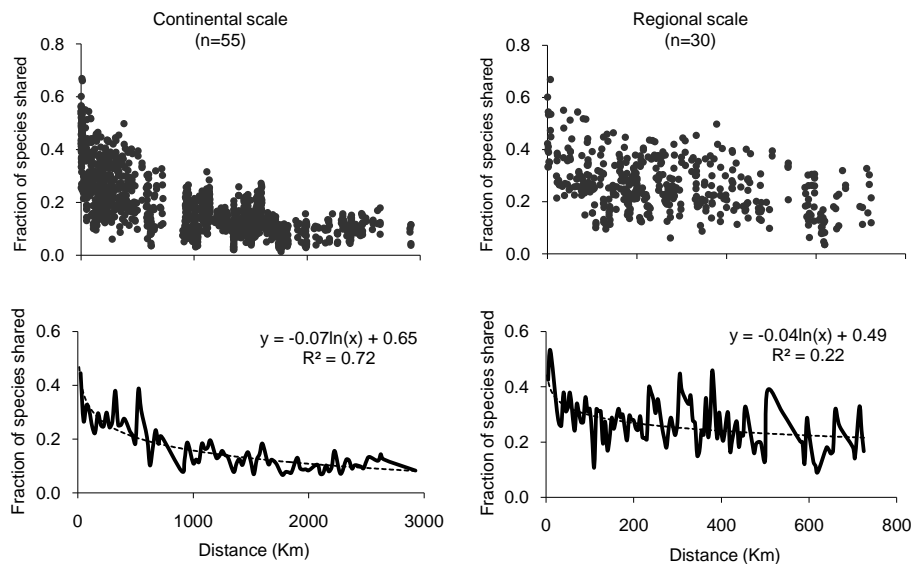 Continental scale
(n=55)
Fraction of species shared
0.8
0.6
0.4
0.2
0.0
Regional scale
(n=30)
Fraction of species shared
0.8
0.6
0.4
0.2
0.0
Fraction of species shared
0.6
0.4
0.2
0.0
y = -0.07ln(x) + 0.65
R² = 0.72
0 1000 2000 3000
Distance (Km)
Fraction of species shared
0.6
0.4
0.2
0.0
y = -0.04ln(x) + 0.49
R² = 0.22
0 200 400 600 800
Distance (Km)